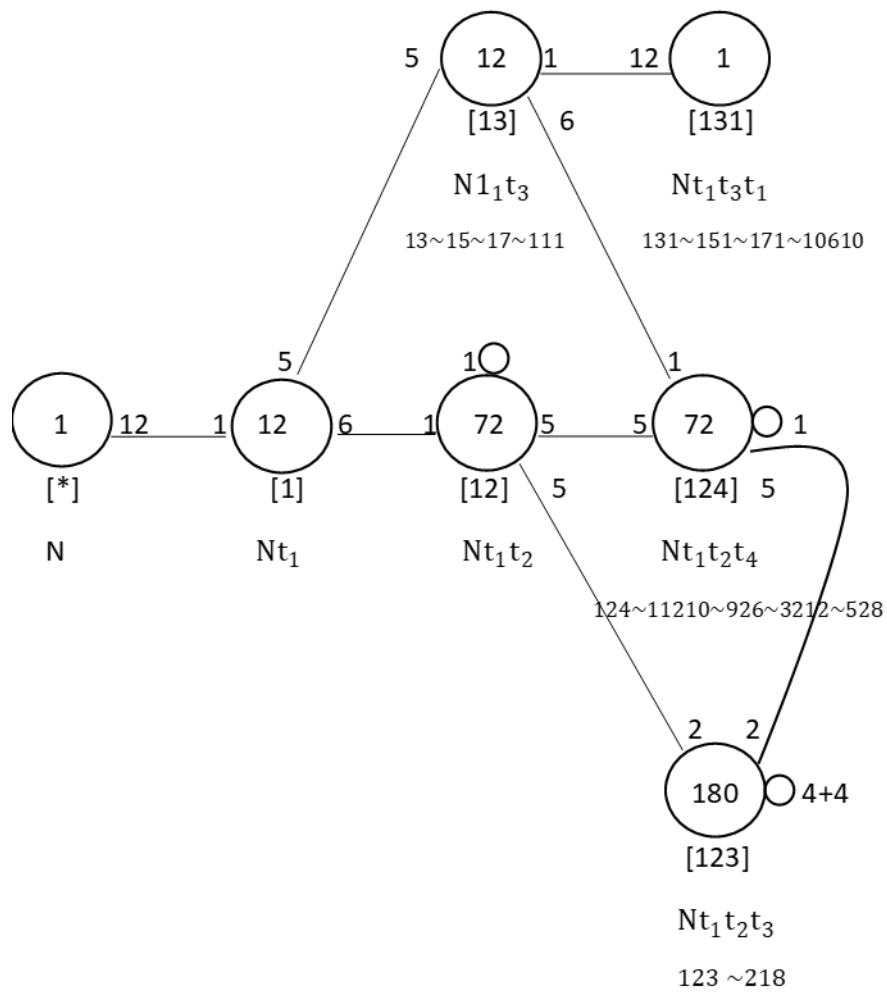 5 12 1 12 1
[13] 6 [131]
N1₁t₃ Nt₁t₃t₁
13~15~17~111 131~151~171~10610
5 1 1
1 12 1 12 6 1 72 5 5 72 1
[*] [1] [12] 5 [124] 5
N Nt₁ Nt₁t₂ Nt₁t₂t₄
124~11210~926~3212~528
2 2
180 4+4
[123]
Nt₁t₂t₃
123 ~218